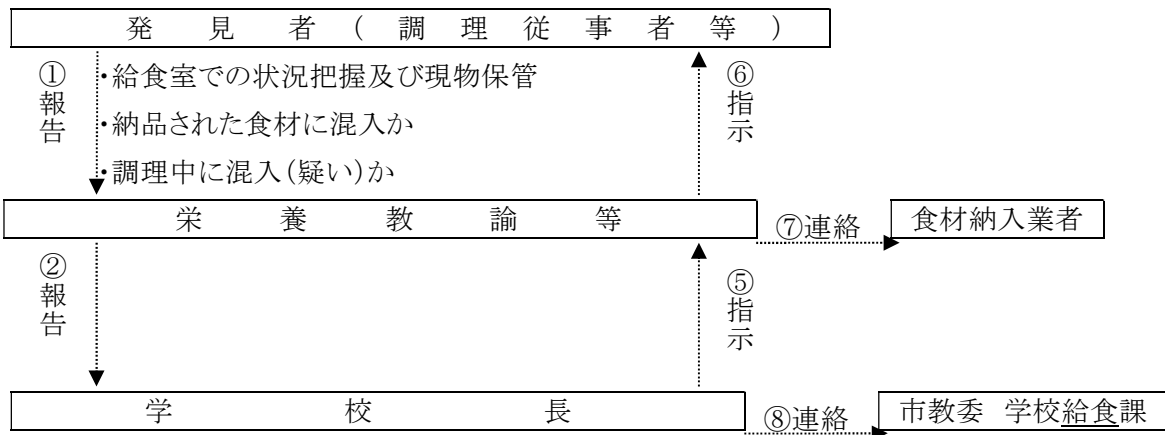 発見者(調理従事者等)
①報告
・給食室での状況把握及び現物保管
・納品された食材に混入か
・調理中に混入(疑い)か
⑥指示
栄養教諭等
⑦連絡
食材納入業者
②報告
⑤指示
学校長
⑧連絡
市教委 学校給食課